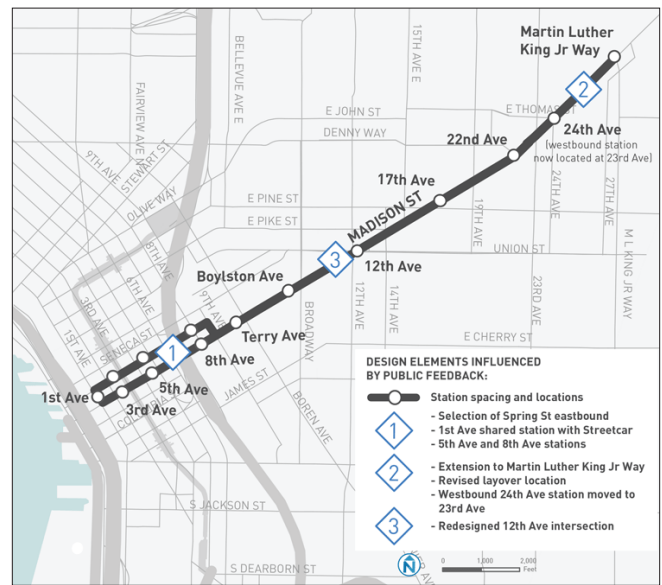 Martin Luther
King Jr Way
15TH AVE E
BELLEVUE AVE E
FAIRVIEW AVE N
2
E THOMAS ST
E JOHN ST
DENNY WAY
24th Ave
(westbound station
now located at 23rd Ave)
22nd Ave
9TH AVE
STEWART ST
17th Ave
24TH AVE
27TH AVE
OLIVE WAY
E PINE ST
E PIKE ST
MADISON ST
19TH AVE
M L KING JR WAY
UNION ST
8TH AVE
3
12th Ave
Boylston Ave
6TH AVE
3RD AVE
9TH AVE
12TH AVE
14TH AVE
23RD AVE
BROADWAY
1ST AVE
SENECA ST
Terry Ave
E CHERRY ST
1
8th Ave
5th Ave
1st Ave
3rd Ave
JAMES ST
BOREN AVE
S JACKSON ST
S DEARBORN ST
DESIGN ELEMENTS INFLUENCED
BY PUBLIC FEEDBACK:
Station spacing and locations
1
- Selection of Spring St eastbound
- 1st Ave shared station with Streetcar
- 5th Ave and 8th Ave stations
2
- Extension to Martin Luther King Jr Way
- Revised layover location
- Westbound 24th Ave station moved to
23rd Ave
3
- Redesigned 12th Ave intersection
N
0 1,000 2,000
Feet